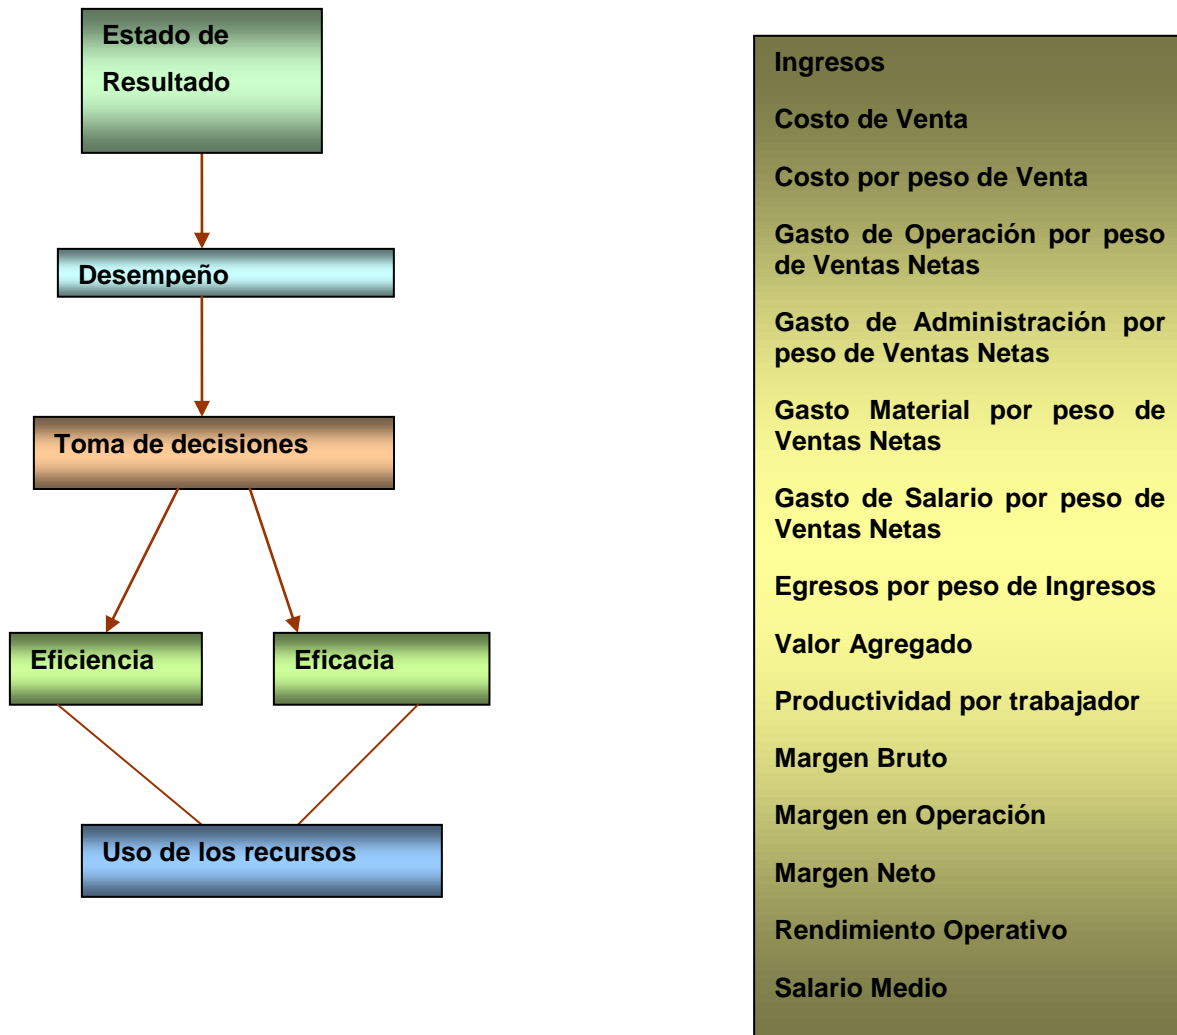 Estado de
Resultado
Desempeño
Toma de decisiones
Eficiencia
Eficacia
Uso de los recursos
Ingresos
Costo de Venta
Costo por peso de Venta
Gasto de Operación por peso
de Ventas Netas
Gasto de Administración por
peso de Ventas Netas
Gasto Material por peso de
Ventas Netas
Gasto de Salario por peso de
Ventas Netas
Egresos por peso de Ingresos
Valor Agregado
Productividad por trabajador
Margen Bruto
Margen en Operación
Margen Neto
Rendimiento Operativo
Salario Medio